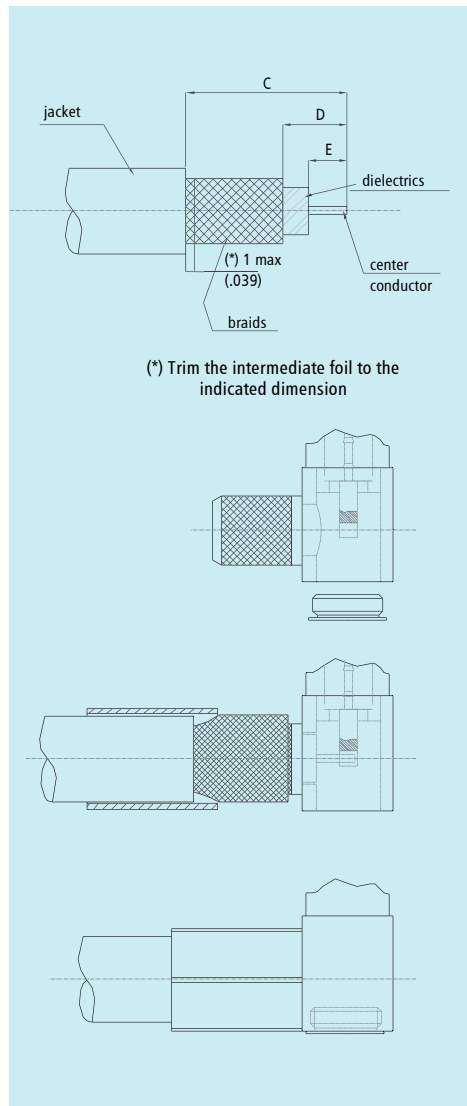 C
D
jacket
E
dielectrics
(*) 1 max
(.039)
center
conductor
braids
(*) Trim the intermediate foil to the
indicated dimension